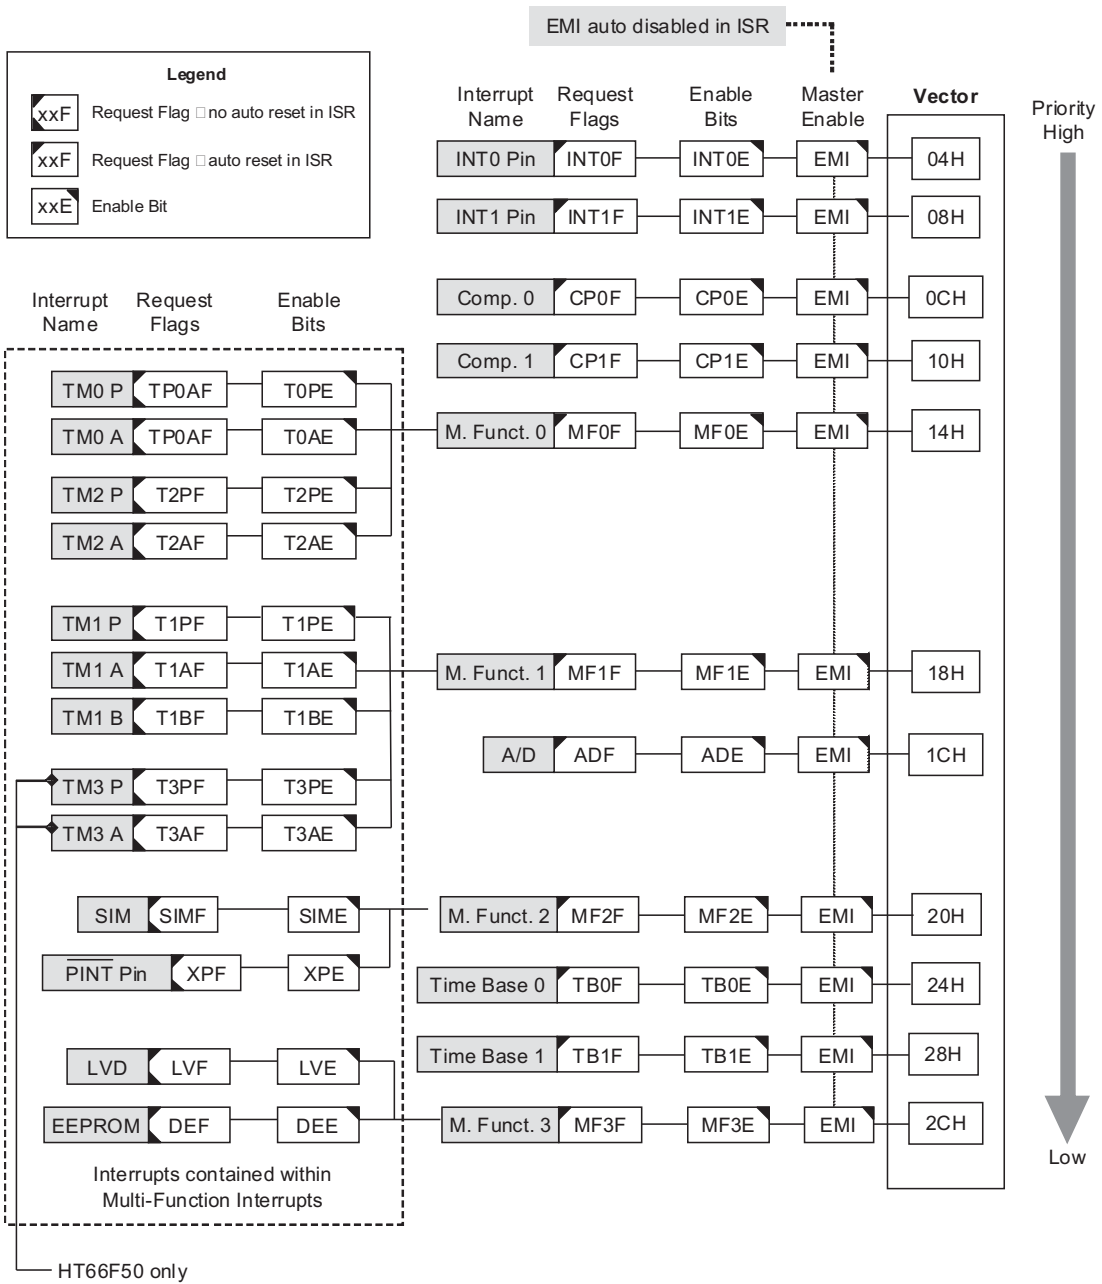 EMI auto disabled in ISR
Legend
xxF Request Flag □ no auto reset in ISR
xxF Request Flag □ auto reset in ISR
xxE Enable Bit
Interrupt Name Request Flags Enable Bits Master Enable Vector
Priority High
INT0 Pin INT0F INT0E EMI 04H
INT1 Pin INT1F INT1E EMI 08H
Comp. 0 CP0F CP0E EMI 0CH
Comp. 1 CP1F CP1E EMI 10H
M. Funct. 0 MF0F MF0E EMI 14H
M. Funct. 1 MF1F MF1E EMI 18H
A/D ADF ADE EMI 1CH
M. Funct. 2 MF2F MF2E EMI 20H
Time Base 0 TB0F TB0E EMI 24H
Time Base 1 TB1F TB1E EMI 28H
M. Funct. 3 MF3F MF3E EMI 2CH
Low
Interrupt Name Request Flags Enable Bits
TM0 P TP0AF T0PE
TM0 A TP0AF T0AE
TM2 P T2PF T2PE
TM2 A T2AF T2AE
TM1 P T1PF T1PE
TM1 A T1AF T1AE
TM1 B T1BF T1BE
TM3 P T3PF T3PE
TM3 A T3AF T3AE
SIM SIMF SIME
PINT Pin XPF XPE
LVD LVF LVE
EEPROM DEF DEE
Interrupts contained within
Multi-Function Interrupts
HT66F50 only